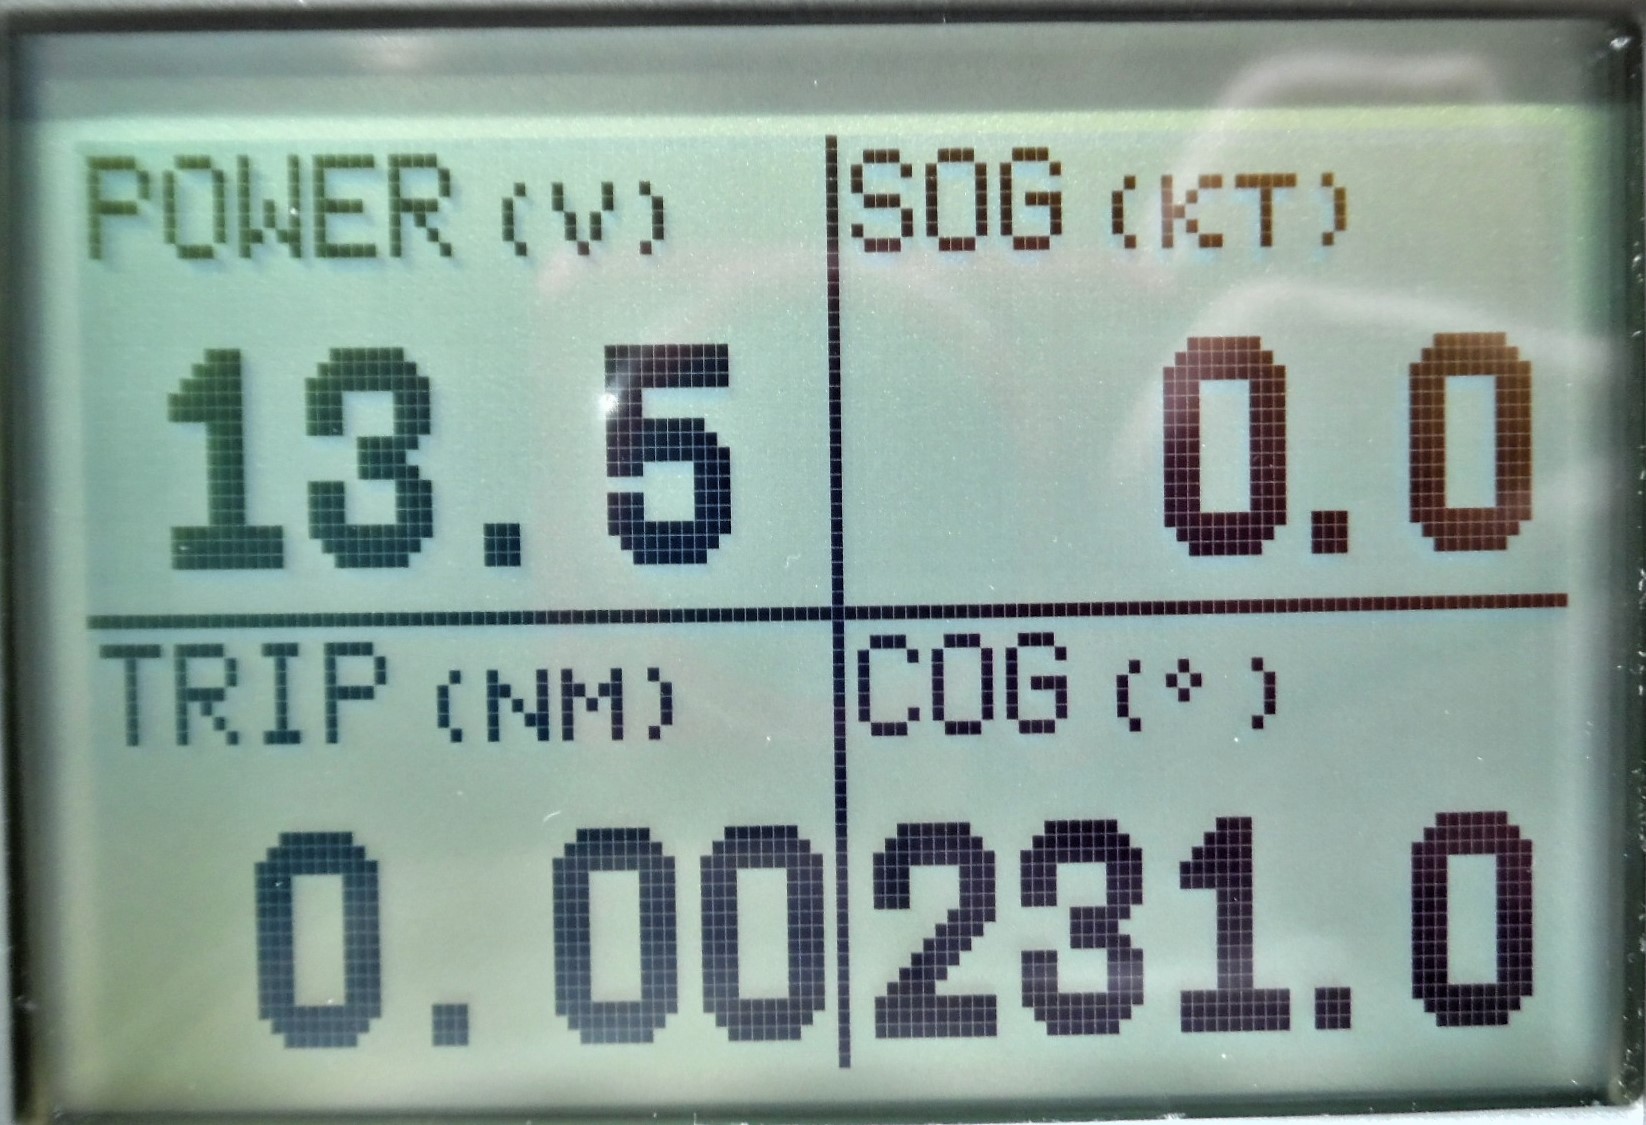 POWER (V)
13.5
SOG (KT)
0.0
TRIP (NM)
0.00
COG (°)
231.0